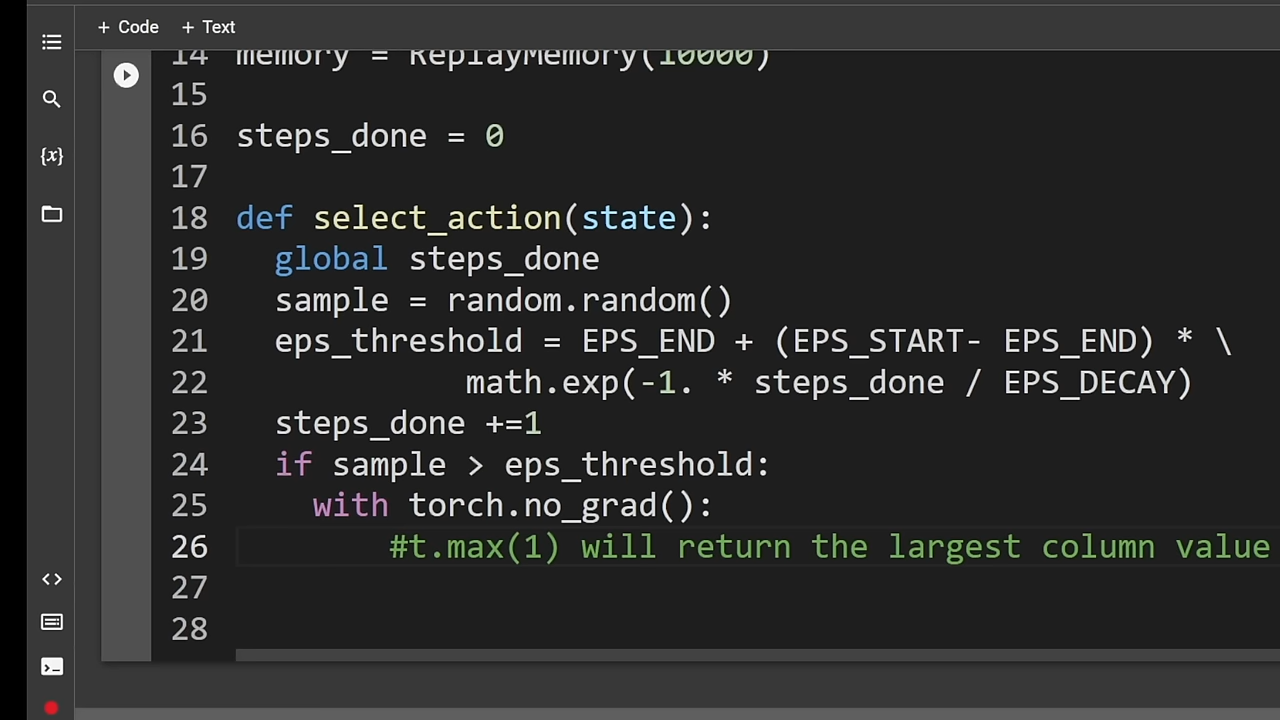 + Code + Text
14 memory = ReplayMemory(10000)
15
16 steps_done = 0
17
18 def select_action(state):
19 global steps_done
20 sample = random.random()
21 eps_threshold = EPS_END + (EPS_START- EPS_END) * \
22 math.exp(-1. * steps_done / EPS_DECAY)
23 steps_done +=1
24 if sample > eps_threshold:
25 with torch.no_grad():
26 #t.max(1) will return the largest column value
27
28